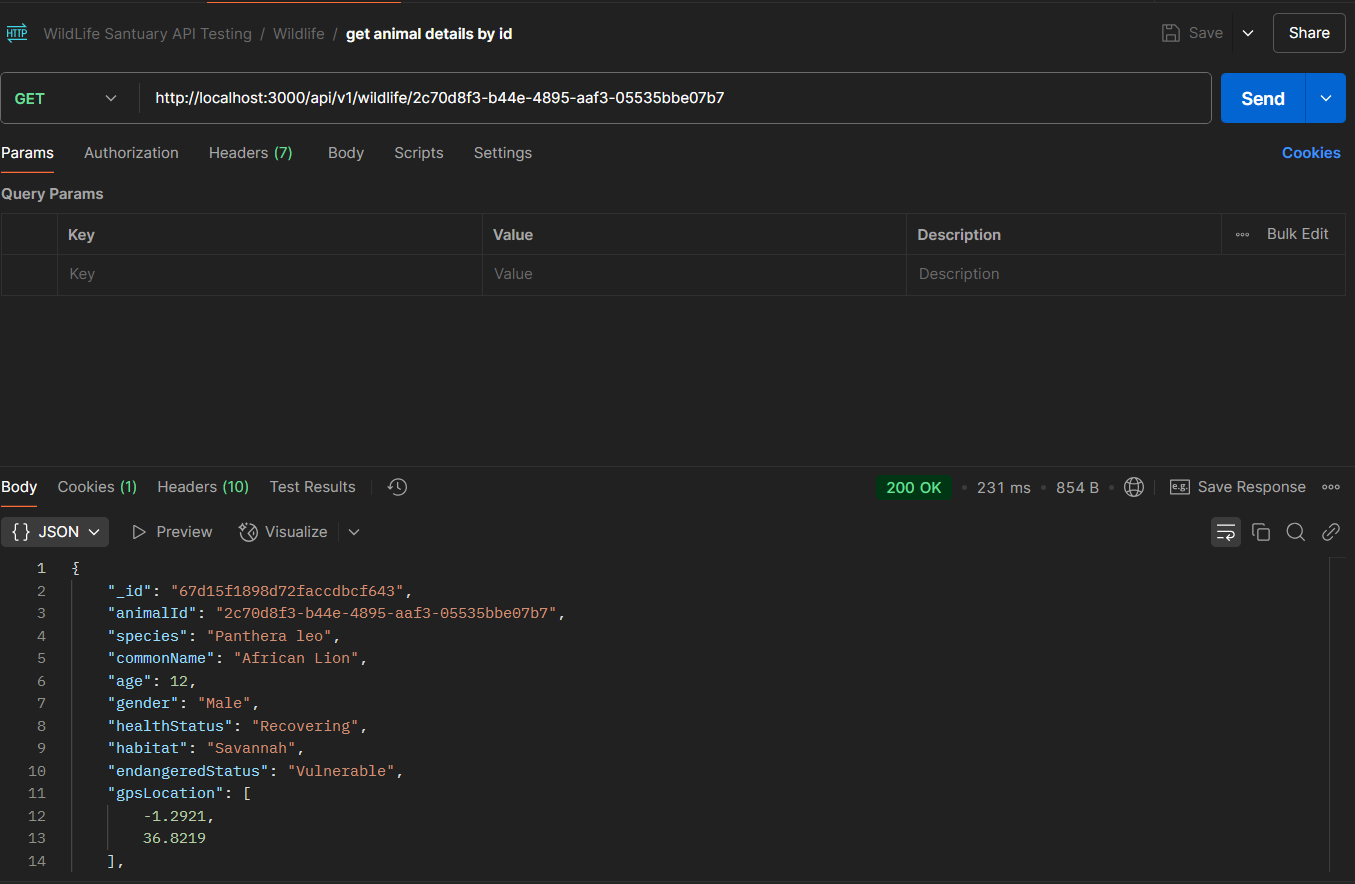 HTTP WildLife Santuary API Testing / Wildlife / get animal details by id Save Share
GET http://localhost:3000/api/v1/wildlife/2c70d8f3-b44e-4895-aaf3-05535bbe07b7 Send
Params Authorization Headers (7) Body Scripts Settings Cookies
Query Params
Key Value Description Bulk Edit
Key Value Description
Body Cookies (1) Headers (10) Test Results 200 OK • 231 ms • 854 B • e.g. Save Response
{} JSON Preview Visualize
1 {
2 "_id": "67d15f1898d72faccdbcf643",
3 "animalId": "2c70d8f3-b44e-4895-aaf3-05535bbe07b7",
4 "species": "Panthera leo",
5 "commonName": "African Lion",
6 "age": 12,
7 "gender": "Male",
8 "healthStatus": "Recovering",
9 "habitat": "Savannah",
10 "endangeredStatus": "Vulnerable",
11 "gpsLocation": [
12 -1.2921,
13 36.8219
14 ],